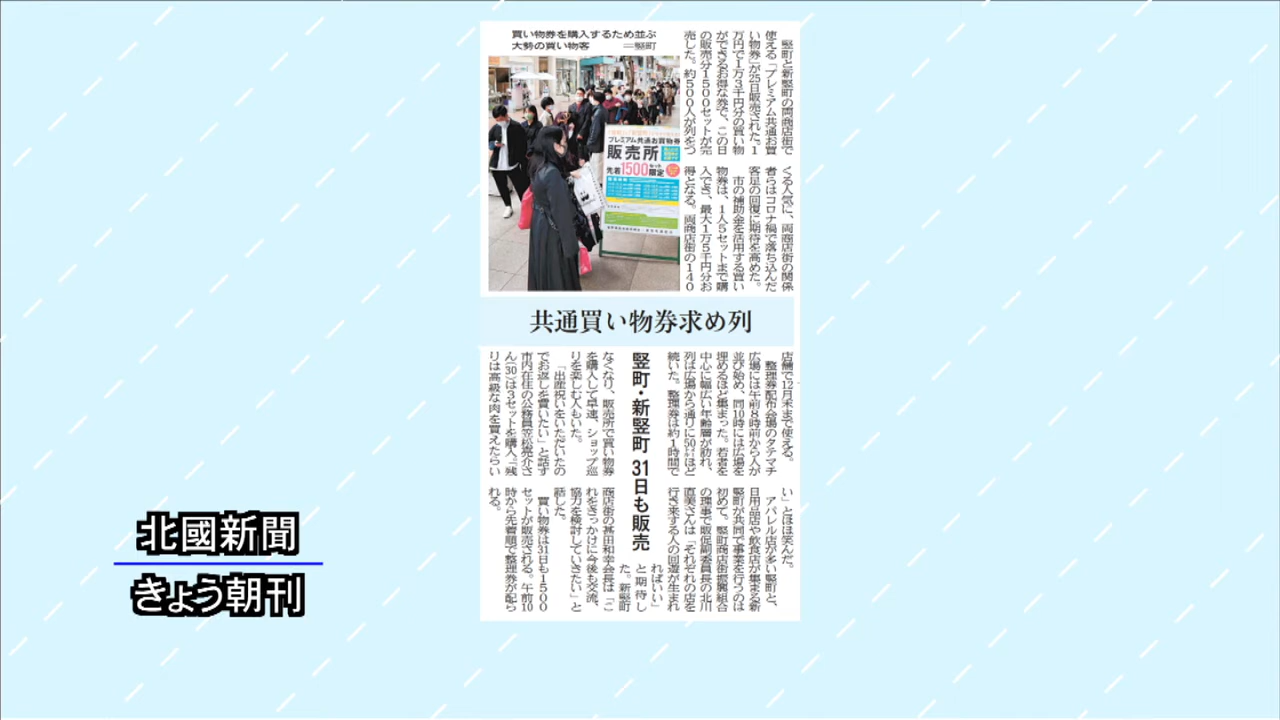 買い物券を購入するため並ぶ
大勢の買い物客　＝竪町
プレミアム共通お買物券
販売所
先着1500セット限定
　竪町と新竪町の両商店街で
使える「プレミアム共通お買
い物券」が25日販売された。１
万円で１万３千円分の買い物
ができるお得な券で、この日
の販売分１５００セットが完
売した。約５００人が列をつ
くる人気に、両商店街の関係
者らはコロナ禍で落ち込んだ
客足の回復に期待を高めた。
　市の補助金を活用する買い
物券は、１人５セットまで購
入でき、最大１万５千円分お
得となる。両商店街の１４０
共通買い物券求め列
竪町・新竪町 31日も販売
店舗で12月末まで使える。
　整理券配布会場のタテマチ
広場には午前８時前から人が
並び始め、同10時には広場を
埋めるほど集まった。若者を
中心に幅広い年齢層が訪れ、
列は広場から通りに50㍍ほど
続いた。整理券は約１時間で
なくなり、販売所で買い物券
を購入して早速、ショップ巡
りを楽しむ人もいた。
　「出産祝いをいただいたの
でお返しを買いたい」と話す
市内在住の公務員笠松亮介さ
ん(30)は３セットを購入。「残
りは高級な肉を買えたらい
い」とほほ笑んだ。
　アパレル店が多い竪町と、
日用品店や飲食店が集まる新
竪町が共同で事業を行うのは
初めて。竪町商店街振興組合
の理事で販促副委員長の北川
直美さんは「それぞれの店を
行き来する人の回遊が生まれ
ればいい」
と期待し
た。新竪町
商店街の甚田和幸会長は「こ
れをきっかけに今後も交流、
協力を検討していきたい」と
話した。
　買い物券は31日も１５００
セットが販売される。午前10
時から先着順で整理券が配ら
れる。
北國新聞
きょう朝刊